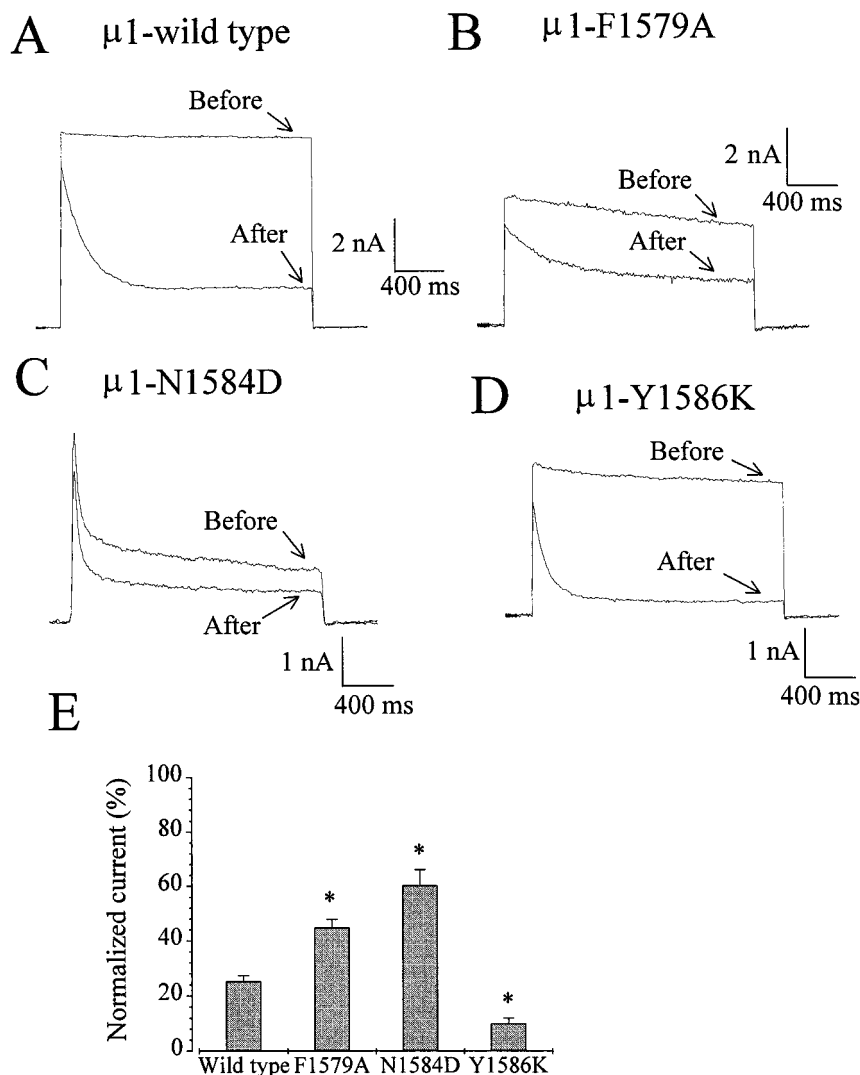 A
μ1-wild type
Before
After
2 nA
400 ms
B
μ1-F1579A
2 nA
400 ms
Before
After
C
μ1-N1584D
Before
After
1 nA
400 ms
D
μ1-Y1586K
Before
After
1 nA
400 ms
E
Normalized current (%)
100
80
60
40
20
0
*
*
*
Wild type F1579A N1584D Y1586K